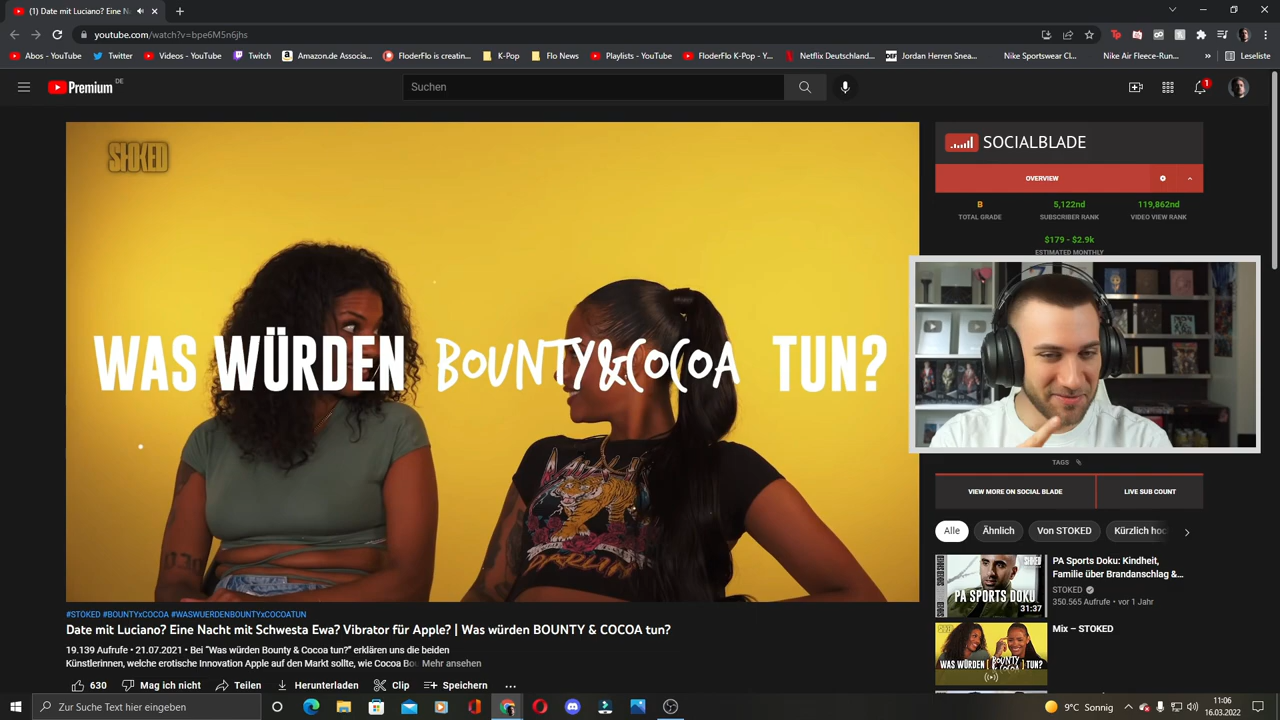 (1) Date mit Luciano? Eine N
youtube.com/watch?v=bpe6M5n6jhs
Abos - YouTube
Twitter
Videos - YouTube
Twitch
Amazon.de Associate...
FloderFlo is creatin...
K-Pop
Flo News
Playlists - YouTube
FloderFlo K-Pop - Y...
Netflix Deutschland...
Jordan Herren Snea...
Nike Sportswear Cl...
Nike Air Fleece-Run...
»
Leseliste
Premium DE
Suchen
1
STOKED
WAS WÜRDEN BOUNTY&COCOA TUN?
SOCIALBLADE
OVERVIEW
B 5,122nd 119,862nd
TOTAL GRADE SUBSCRIBER RANK VIDEO VIEW RANK
$179 - $2.9k
ESTIMATED MONTHLY
TAGS
VIEW MORE ON SOCIAL BLADE LIVE SUB COUNT
Alle Ähnlich Von STOKED Kürzlich hoc
PA SPORTS DOKU
31:37
PA Sports Doku: Kindheit,
Familie über Brandanschlag &...
STOKED
350.565 Aufrufe • vor 1 Jahr
WAS WÜRDEN BOUNTY &COCOA TUN?
Mix – STOKED
#STOKED #BOUNTYxCOCOA #WASWUERDENBOUNTYxCOCOATUN
Date mit Luciano? Eine Nacht mit Schwesta Ewa? Vibrator für Apple? | Was würden BOUNTY & COCOA tun?
19.139 Aufrufe • 21.07.2021 • Bei "Was würden Bounty & Cocoa tun?" erklären uns die beiden
Künstlerinnen, welche erotische Innovation Apple auf den Markt sollte, wie Cocoa Bo Mehr ansehen
630 Mag ich nicht Teilen Herunterladen Clip Speichern ...
Zur Suche Text hier eingeben
9°C Sonnig
11:06
16.03.2022